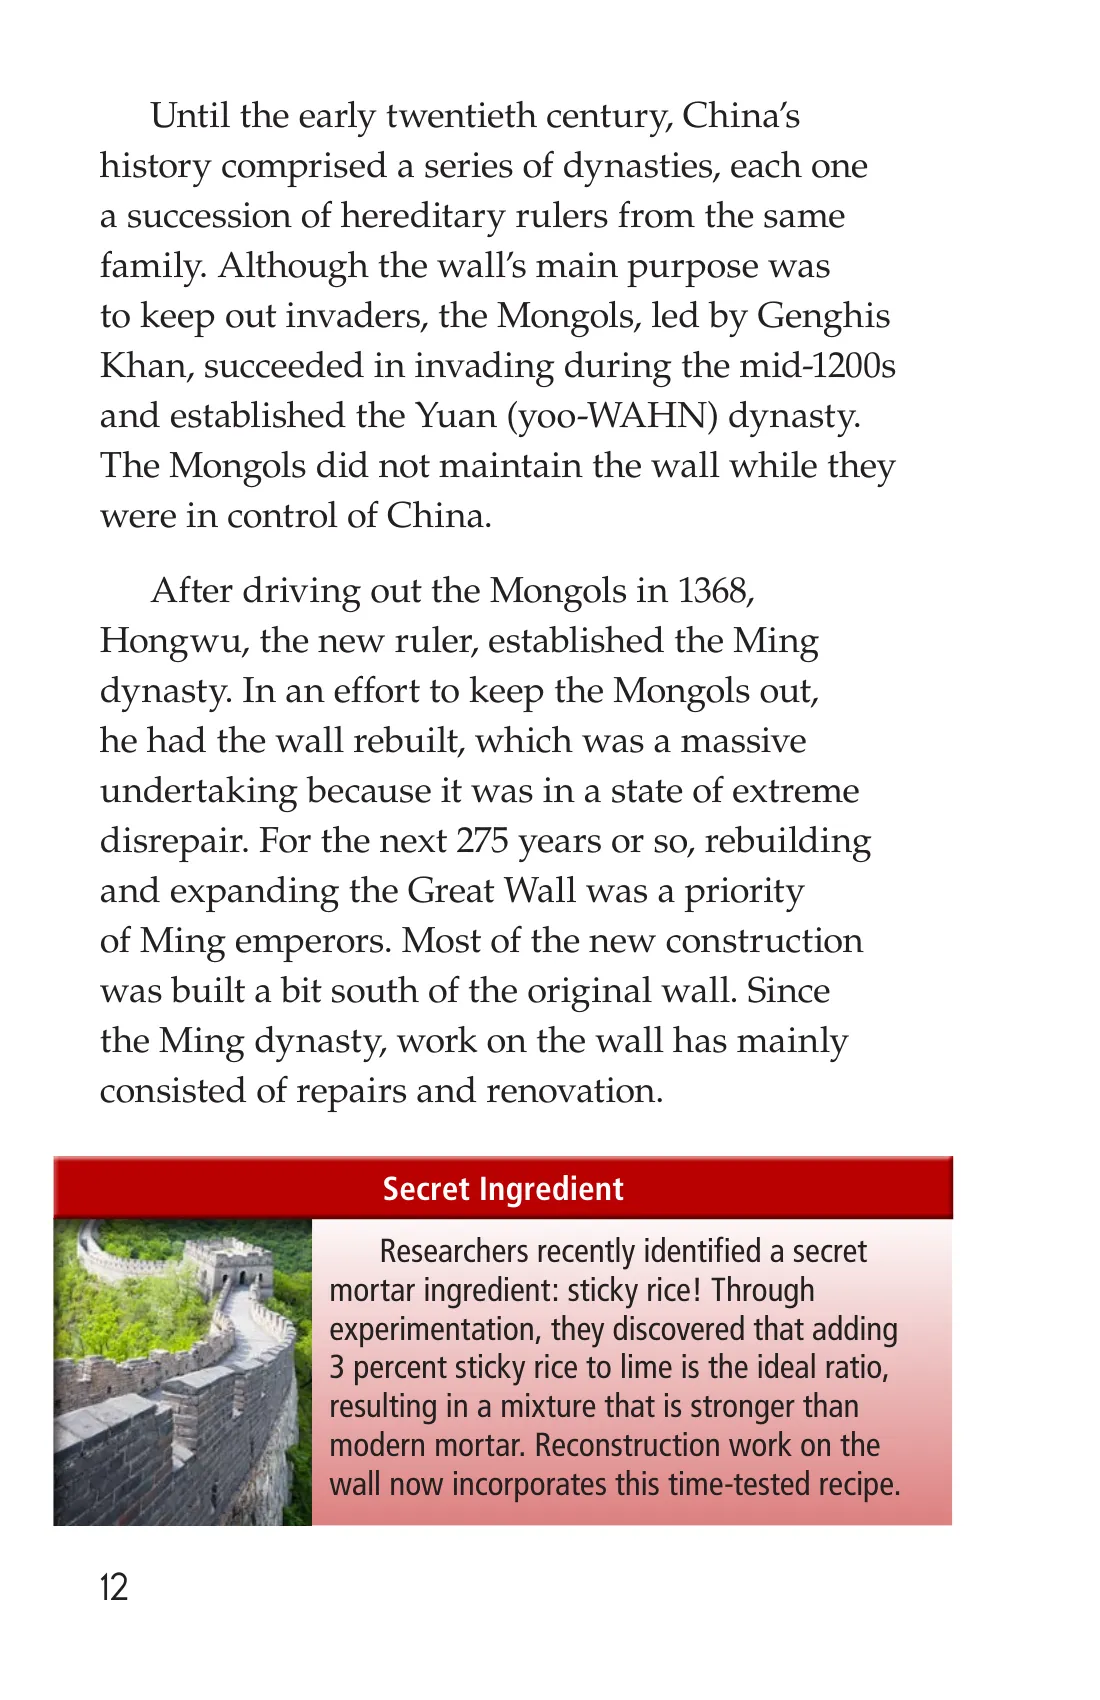 Until the early twentieth century, China’s
history comprised a series of dynasties, each one
a succession of hereditary rulers from the same
family. Although the wall’s main purpose was
to keep out invaders, the Mongols, led by Genghis
Khan, succeeded in invading during the mid-1200s
and established the Yuan (yoo-WAHN) dynasty.
The Mongols did not maintain the wall while they
were in control of China.
After driving out the Mongols in 1368,
Hongwu, the new ruler, established the Ming
dynasty. In an effort to keep the Mongols out,
he had the wall rebuilt, which was a massive
undertaking because it was in a state of extreme
disrepair. For the next 275 years or so, rebuilding
and expanding the Great Wall was a priority
of Ming emperors. Most of the new construction
was built a bit south of the original wall. Since
the Ming dynasty, work on the wall has mainly
consisted of repairs and renovation.
Secret Ingredient
Researchers recently identified a secret
mortar ingredient: sticky rice! Through
experimentation, they discovered that adding
3 percent sticky rice to lime is the ideal ratio,
resulting in a mixture that is stronger than
modern mortar. Reconstruction work on the
wall now incorporates this time-tested recipe.
12